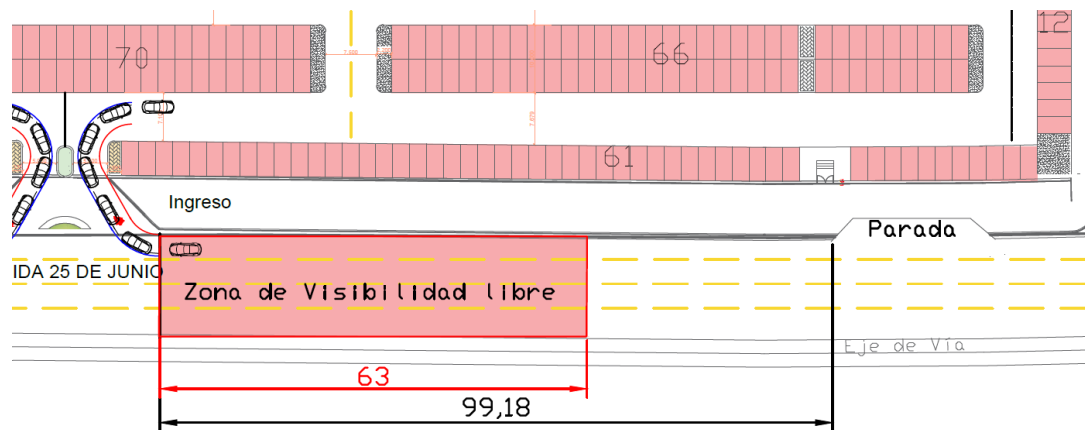 12
70
66
61
Ingreso
Parada
IDA 25 DE JUNIO
Zona de Visibilidad libre
Eje de Vía
63
99,18